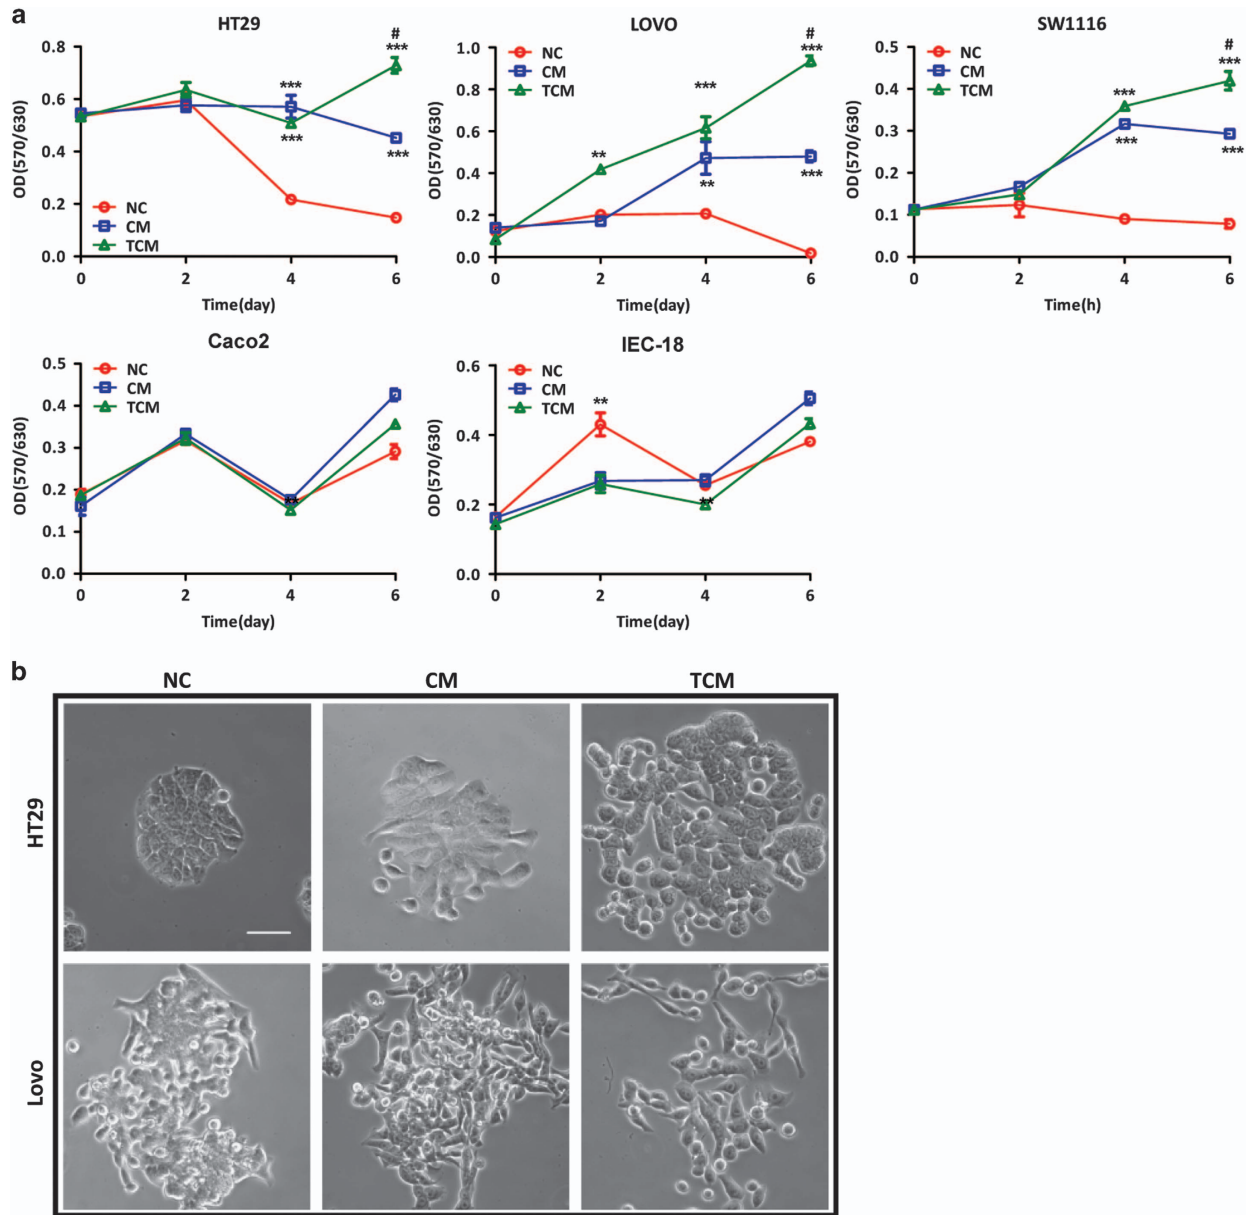 a
HT29
OD(570/630)
0.8
0.6
0.4
0.2
0.0
#
***
***
***
***
NC
CM
TCM
0 2 4 6
Time(day)
LOVO
OD(570/630)
1.0
0.8
0.6
0.4
0.2
0.0
NC
CM
TCM
#
***
***
**
**
***
0 2 4 6
Time(day)
SW1116
OD(570/630)
0.5
0.4
0.3
0.2
0.1
0.0
NC
CM
TCM
#
***
***
***
***
0 2 4 6
Time(h)
Caco2
OD(570/630)
0.5
0.4
0.3
0.2
0.1
0.0
NC
CM
TCM
**
0 2 4 6
Time(day)
IEC-18
OD(570/630)
0.6
0.4
0.2
0.0
NC
CM
TCM
**
**
0 2 4 6
Time(day)
b
NC CM TCM
HT29
Lovo